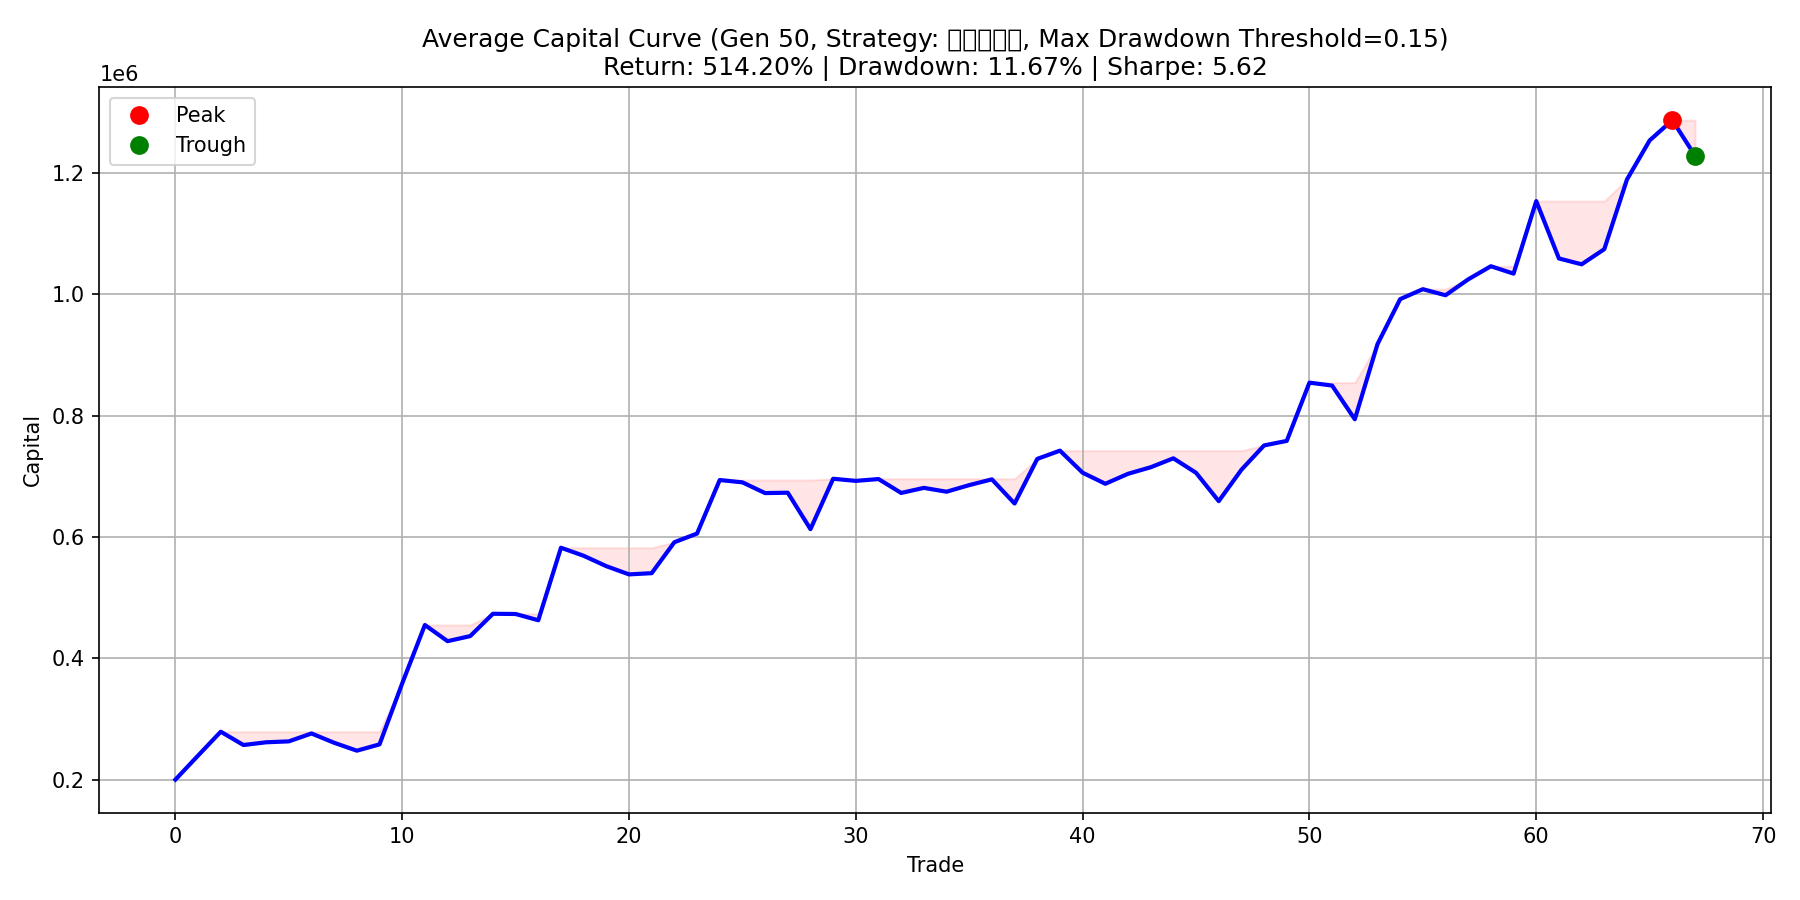 Average Capital Curve (Gen 50, Strategy: □□□□□, Max Drawdown Threshold=0.15)
Return: 514.20% | Drawdown: 11.67% | Sharpe: 5.62
1e6
Peak
Trough
1.2
1.0
0.8
0.6
0.4
0.2
Capital
0 10 20 30 40 50 60 70
Trade